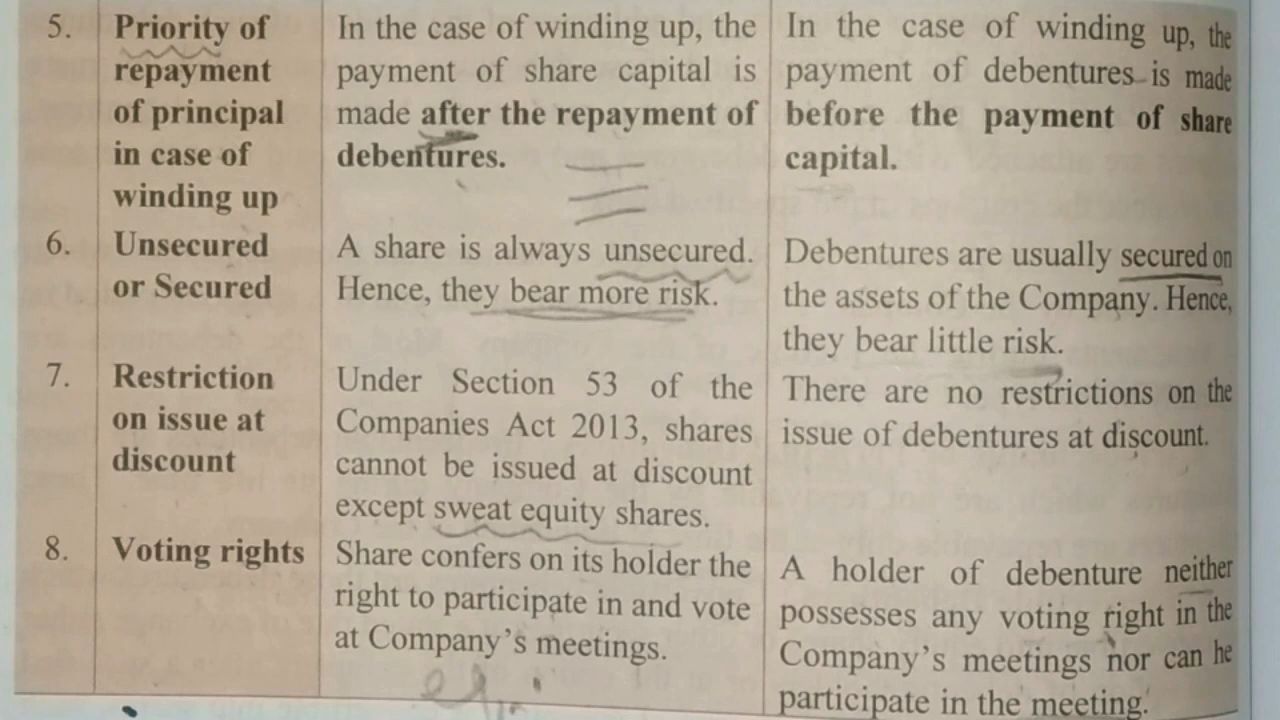 5. Priority of
repayment
of principal
in case of
winding up
In the case of winding up, the
payment of share capital is
made after the repayment of
debentures.
In the case of winding up, the
payment of debentures is made
before the payment of share
capital.
6. Unsecured
or Secured
A share is always unsecured.
Hence, they bear more risk.
Debentures are usually secured on
the assets of the Company. Hence,
they bear little risk.
7. Restriction
on issue at
discount
Under Section 53 of the
Companies Act 2013, shares
cannot be issued at discount
except sweat equity shares.
There are no restrictions on the
issue of debentures at discount.
8. Voting rights
Share confers on its holder the
right to participate in and vote
at Company's meetings.
A holder of debenture neither
possesses any voting right in the
Company's meetings nor can he
participate in the meeting.